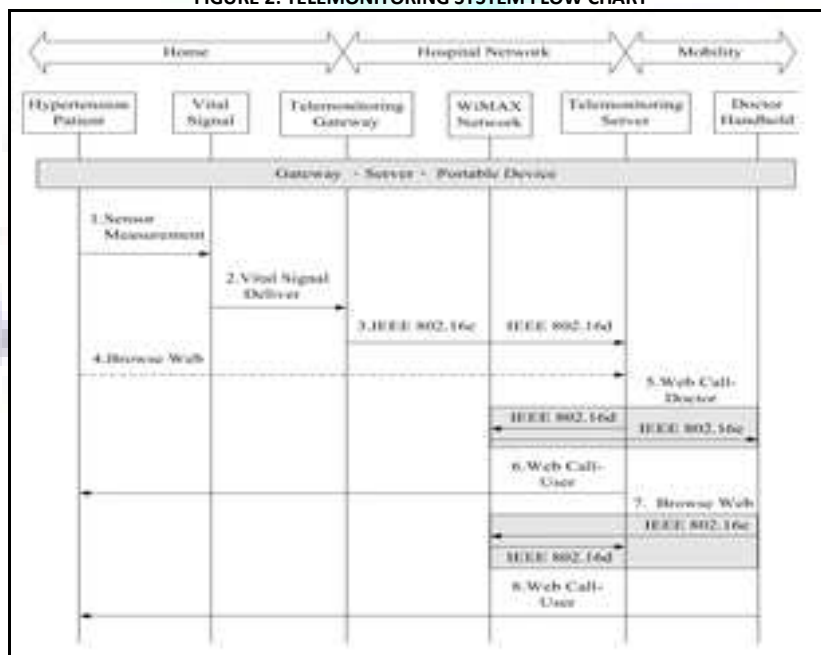 FIGURE 2: TELEMONITORING SYSTEM FLOW CHART
Home
Hospital Network
Mobility
Hypertension
Patient
Vital
Signal
Telemonitoring
Gateway
WiMAX
Network
Telemonitoring
Server
Doctor
Handheld
Gateway - Server - Portable Device
1.Sensor
Measurement
2.Vital Signal
Deliver
3.IEEE 802.16e
IEEE 802.16d
4.Browse Web
5.Web Call-
Doctor
IEEE 802.16d
IEEE 802.16e
6.Web Call-
User
7. Browse Web
IEEE 802.16e
IEEE 802.16d
8.Web Call-
User